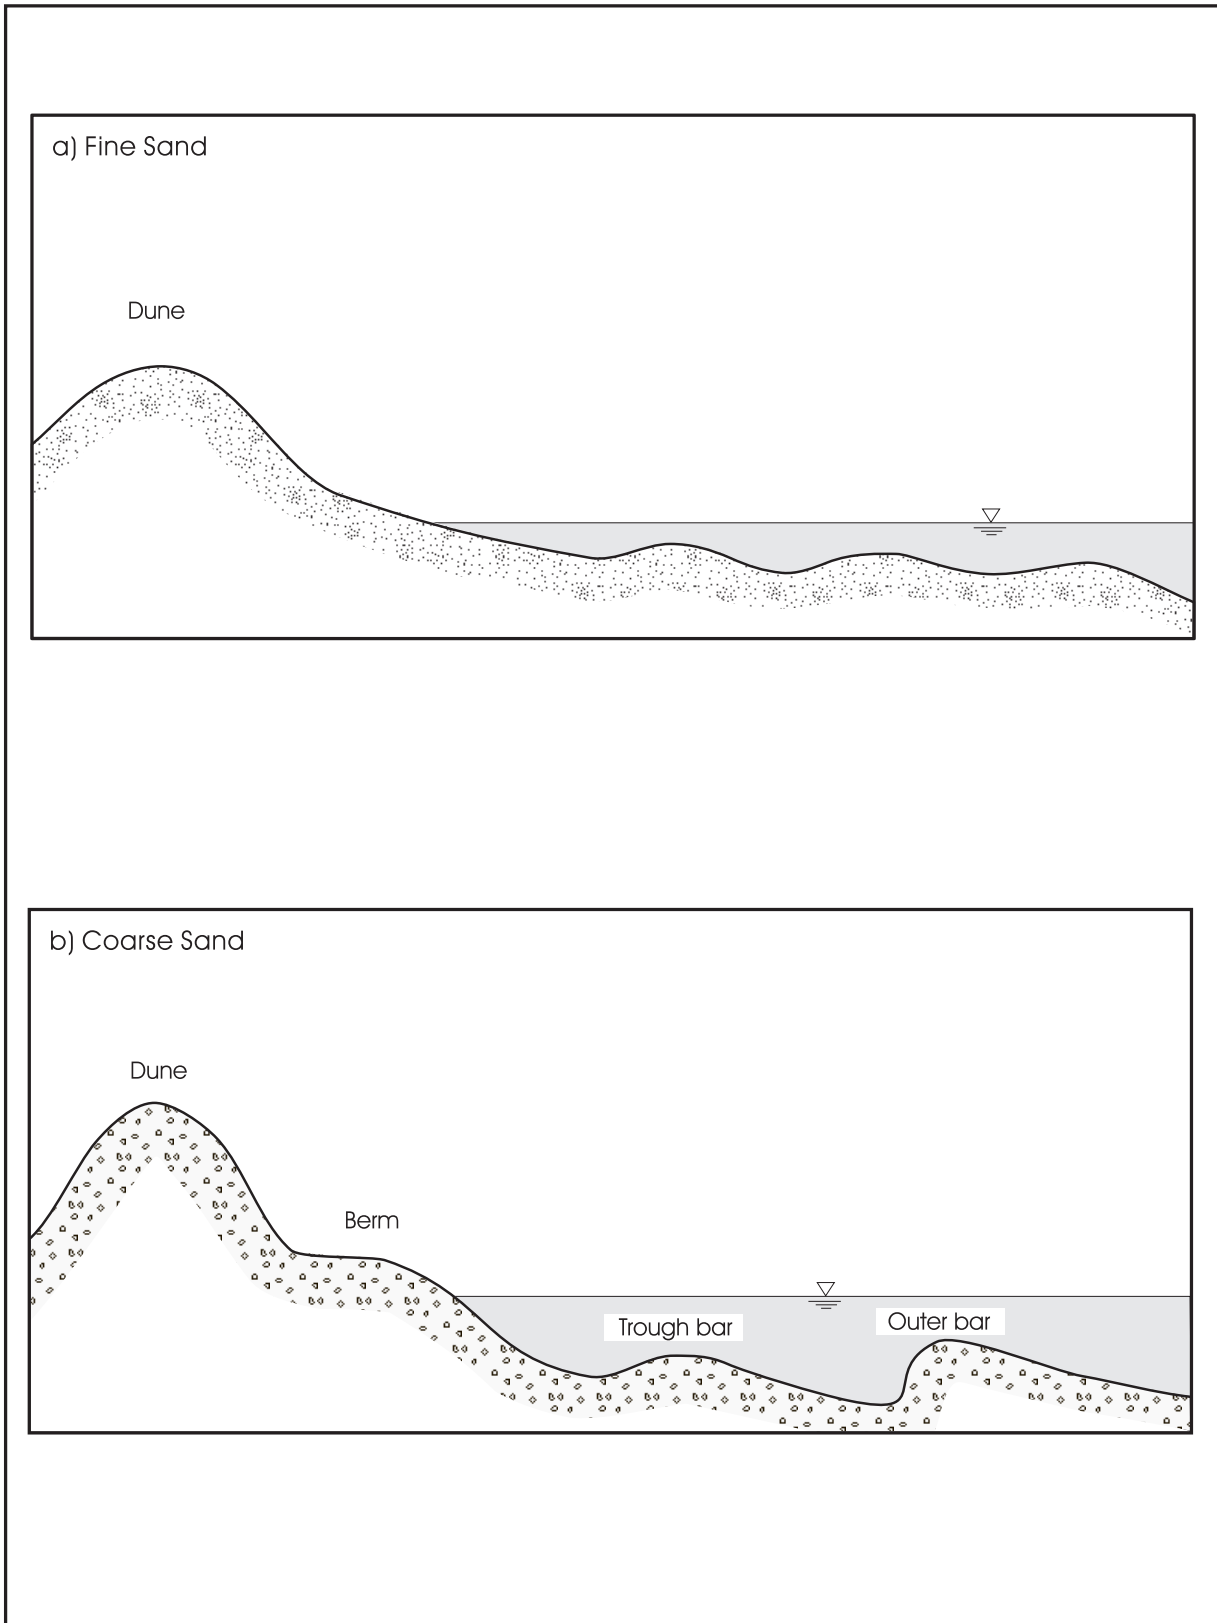 a) Fine Sand
Dune
b) Coarse Sand
Dune
Berm
Trough bar
Outer bar